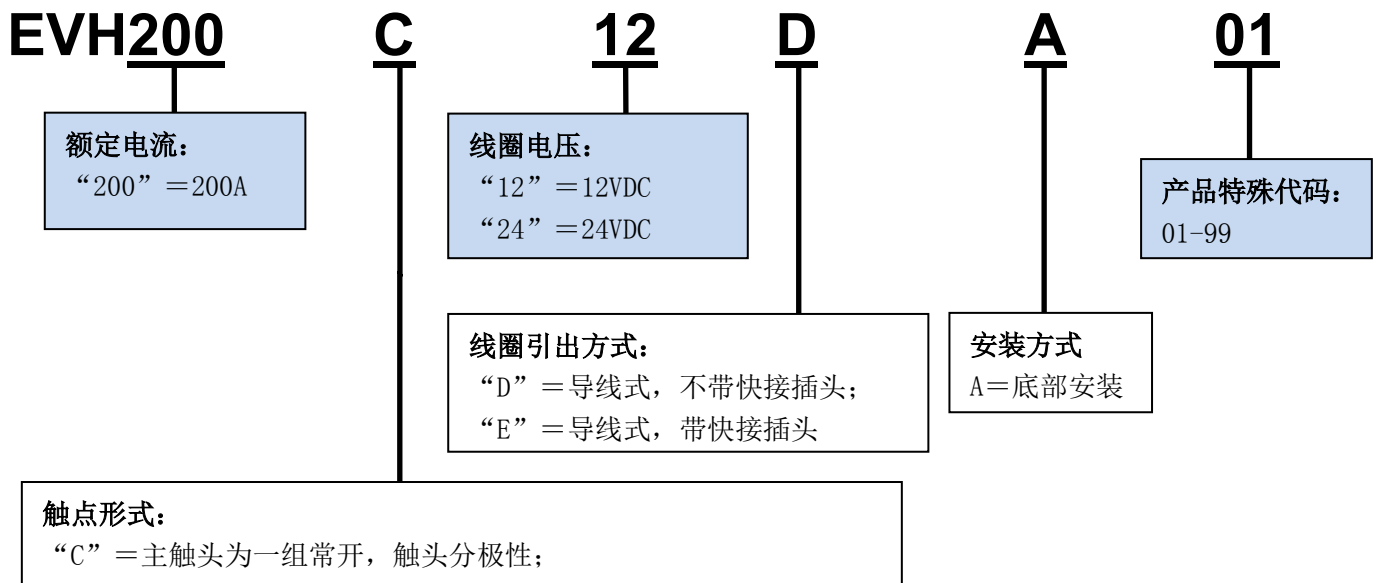 EVH200 C 12 D A 01
额定电流：
“200”＝200A
线圈电压：
“12”＝12VDC
“24”＝24VDC
产品特殊代码：
01-99
线圈引出方式：
“D”＝导线式，不带快接插头；
“E”＝导线式，带快接插头
安装方式
A＝底部安装
触点形式：
“C”＝主触头为一组常开，触头分极性；